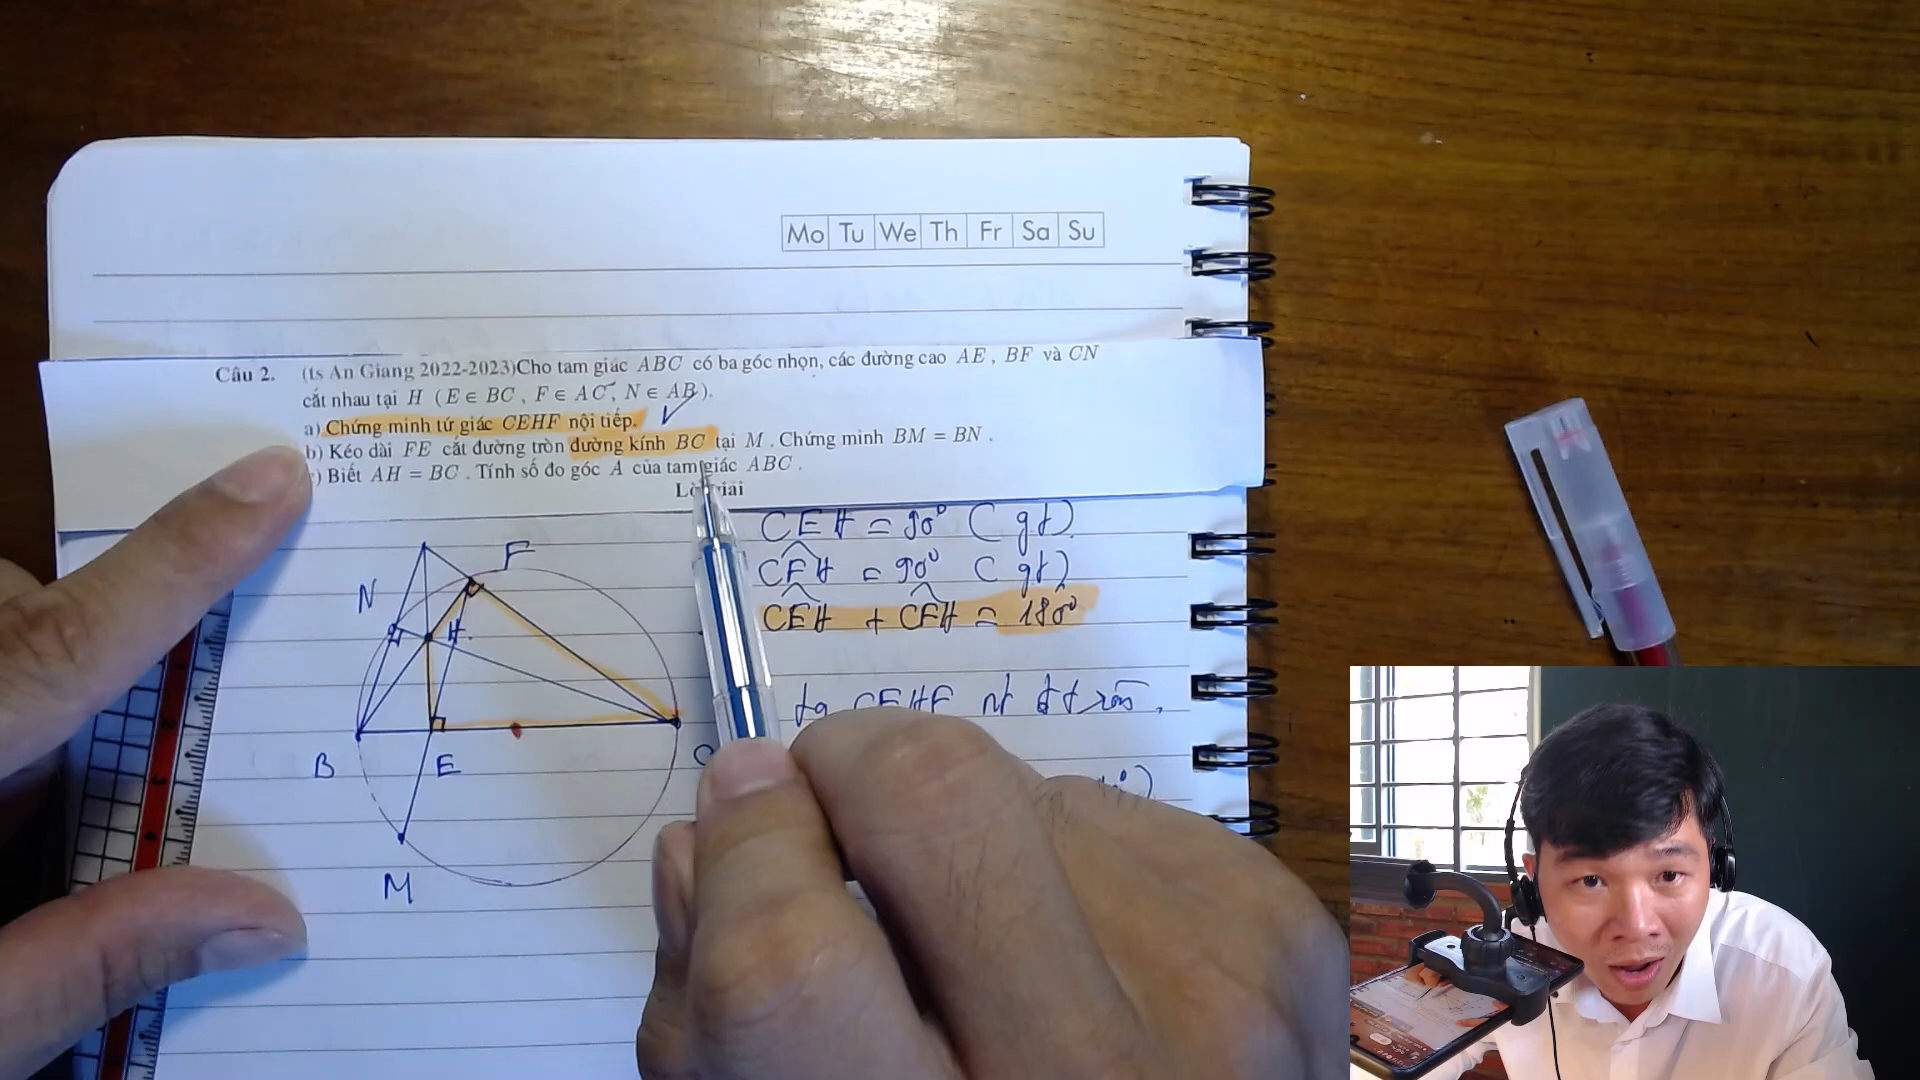 Mo Tu We Th Fr Sa Su
Câu 2. (ts An Giang 2022-2023)Cho tam giác ABC có ba góc nhọn, các đường cao AE , BF và CN
cắt nhau tại H ( E ∈ BC , F ∈ AC , N ∈ AB ).
a) Chứng minh tứ giác CEHF nội tiếp.
b) Kéo dài FE cắt đường tròn đường kính BC tại M . Chứng minh BM = BN .
) Biết AH = BC . Tính số đo góc A của tam giác ABC .
CEH = 90° ( gt)
CFH = 90° ( gt)
CEH + CFH = 180°
CEHF nt
F
N
H
B
E
M